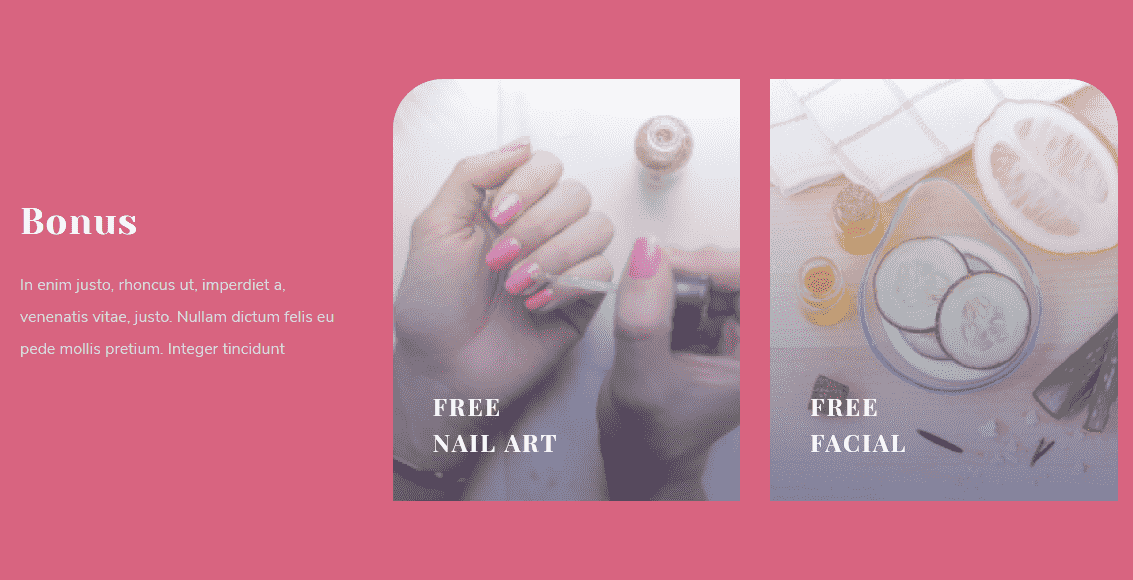 Bonus
In enim justo, rhoncus ut, imperdiet a,
venenatis vitae, justo. Nullam dictum felis eu
pede mollis pretium. Integer tincidunt
FREE
NAIL ART
FREE
FACIAL